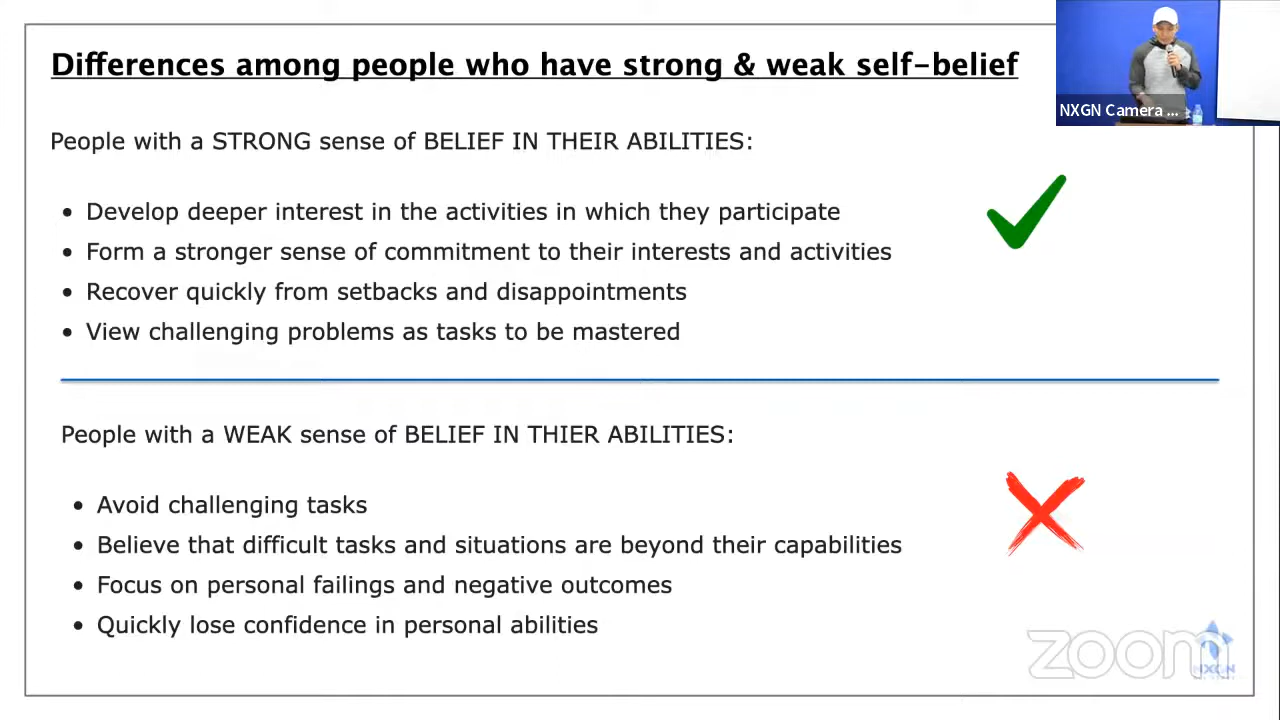 Differences among people who have strong & weak self-belief
NXGN Camera ...
People with a STRONG sense of BELIEF IN THEIR ABILITIES:
• Develop deeper interest in the activities in which they participate
• Form a stronger sense of commitment to their interests and activities
• Recover quickly from setbacks and disappointments
• View challenging problems as tasks to be mastered
People with a WEAK sense of BELIEF IN THIER ABILITIES:
• Avoid challenging tasks
• Believe that difficult tasks and situations are beyond their capabilities
• Focus on personal failings and negative outcomes
• Quickly lose confidence in personal abilities
zoom
NXGN